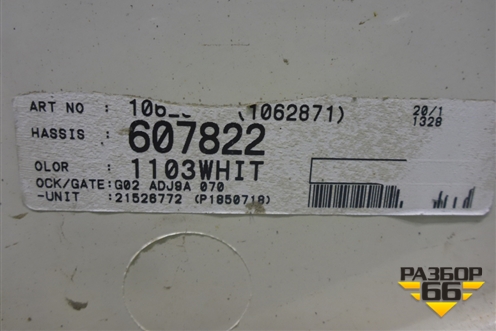 ART NO : (1062871) 20/1
1328
HASSIS : 607822
OLOR : 1103WHIT
OCK/GATE:G02 ADJ9A 070
-UNIT : 21526772 (P1850718)
РАЗБОР
66